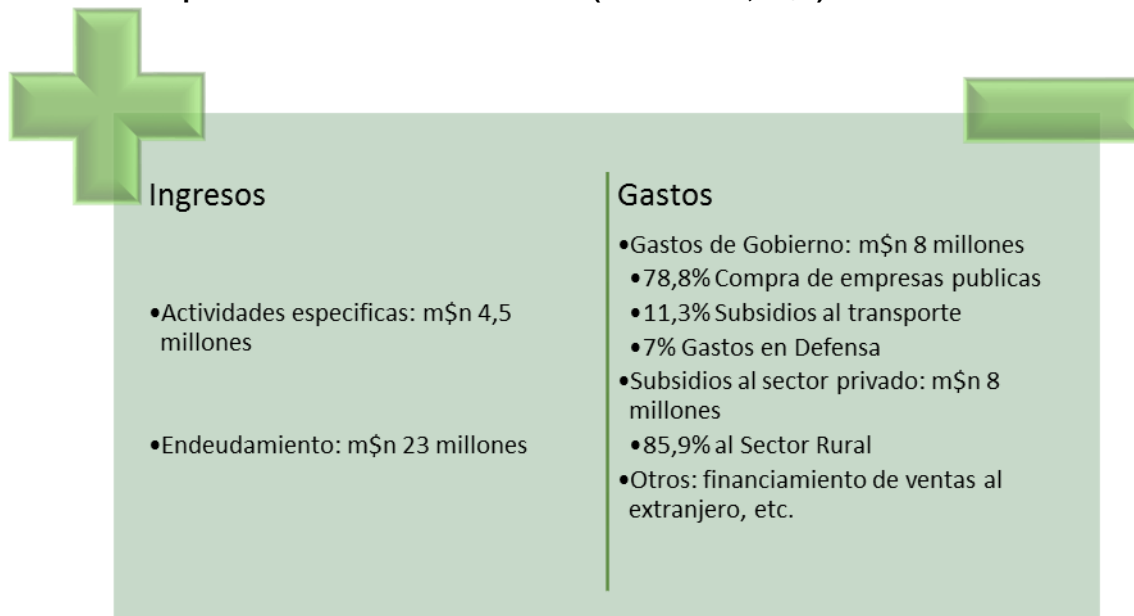 Ingresos
•Actividades especificas: m$n 4,5
millones
•Endeudamiento: m$n 23 millones
Gastos
•Gastos de Gobierno: m$n 8 millones
•78,8% Compra de empresas publicas
•11,3% Subsidios al transporte
•7% Gastos en Defensa
•Subsidios al sector privado: m$n 8
millones
•85,9% al Sector Rural
•Otros: financiamiento de ventas al
extranjero, etc.